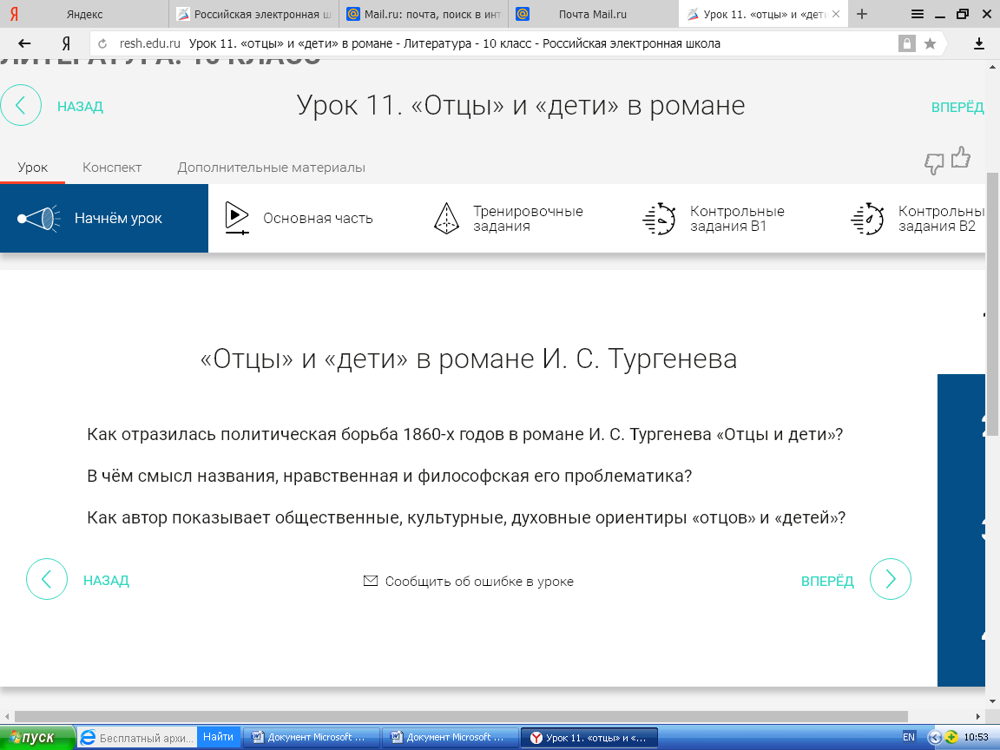 Яндекс
Российская электронная ш
Mail.ru: почта, поиск в инт
Почта Mail.ru
Урок 11. «отцы» и «дети
resh.edu.ru Урок 11. «отцы» и «дети» в романе - Литература - 10 класс - Российская электронная школа
ЛИТЕРАТУРА. 10 КЛАСС
НАЗАД
Урок 11. «Отцы» и «дети» в романе
ВПЕРЁД
Урок
Конспект
Дополнительные материалы
Начнём урок
Основная часть
Тренировочные
задания
Контрольные
задания В1
Контрольны
задания В2
«Отцы» и «дети» в романе И. С. Тургенева
Как отразилась политическая борьба 1860-х годов в романе И. С. Тургенева «Отцы и дети»?
В чём смысл названия, нравственная и философская его проблематика?
Как автор показывает общественные, культурные, духовные ориентиры «отцов» и «детей»?
НАЗАД
Сообщить об ошибке в уроке
ВПЕРЁД
пуск
Бесплатный архи...
Найти
Документ Microsoft ...
Документ Microsoft ...
Урок 11. «отцы» и «...
EN
10:53